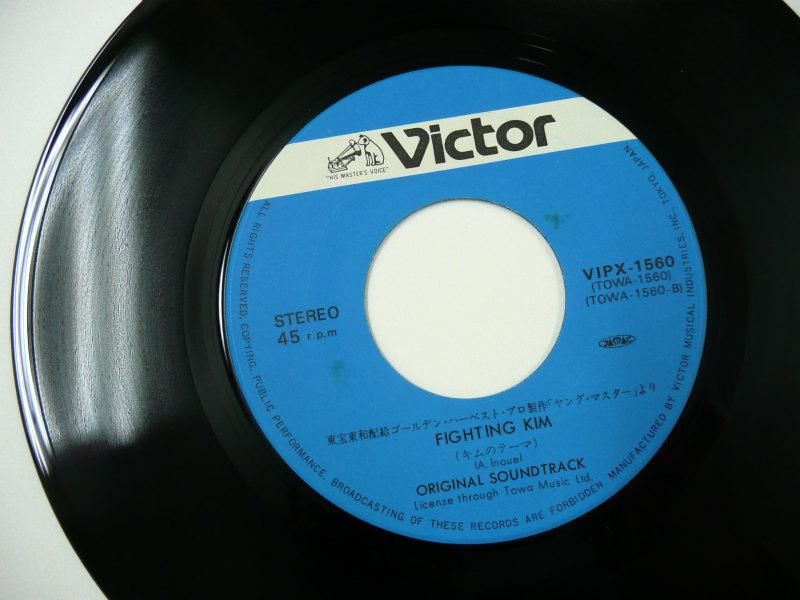 Victor
"HIS MASTER'S VOICE"
STEREO
45 r.p.m
VIPX-1560
(TOWA-1560)
(TOWA-1560-B)
JASRAC
東宝東和配給ゴールデン・ハーベスト・プロ製作「ヤング・マスター」より
FIGHTING KIM
(キムのテーマ)
(A. Inoue)
ORIGINAL SOUNDTRACK
License through Towa Music Ltd.
ALL RIGHTS RESERVED. COPYING, PUBLIC PERFORMANCE, BROADCASTING OF THESE RECORDS ARE FORBIDDEN. MANUFACTURED BY VICTOR MUSICAL INDUSTRIES, INC. TOKYO, JAPAN